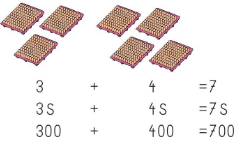 3 + 4 =7
3S + 4S =7S
300 + 400 =700